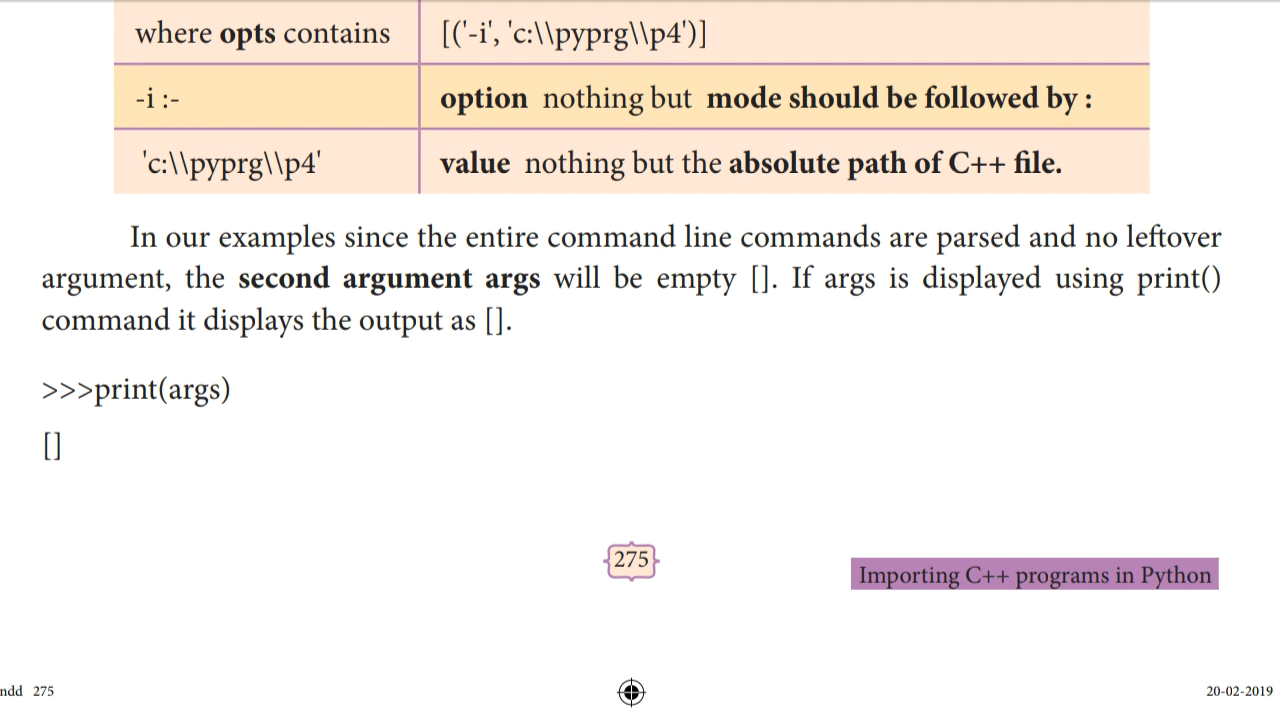 where opts contains [('-i', 'c:\\pyprg\\p4')]
-i :- option nothing but mode should be followed by :
'c:\\pyprg\\p4' value nothing but the absolute path of C++ file.
In our examples since the entire command line commands are parsed and no leftover
argument, the second argument args will be empty []. If args is displayed using print()
command it displays the output as [].
>>>print(args)
[]
275
Importing C++ programs in Python
ndd 275
20-02-2019